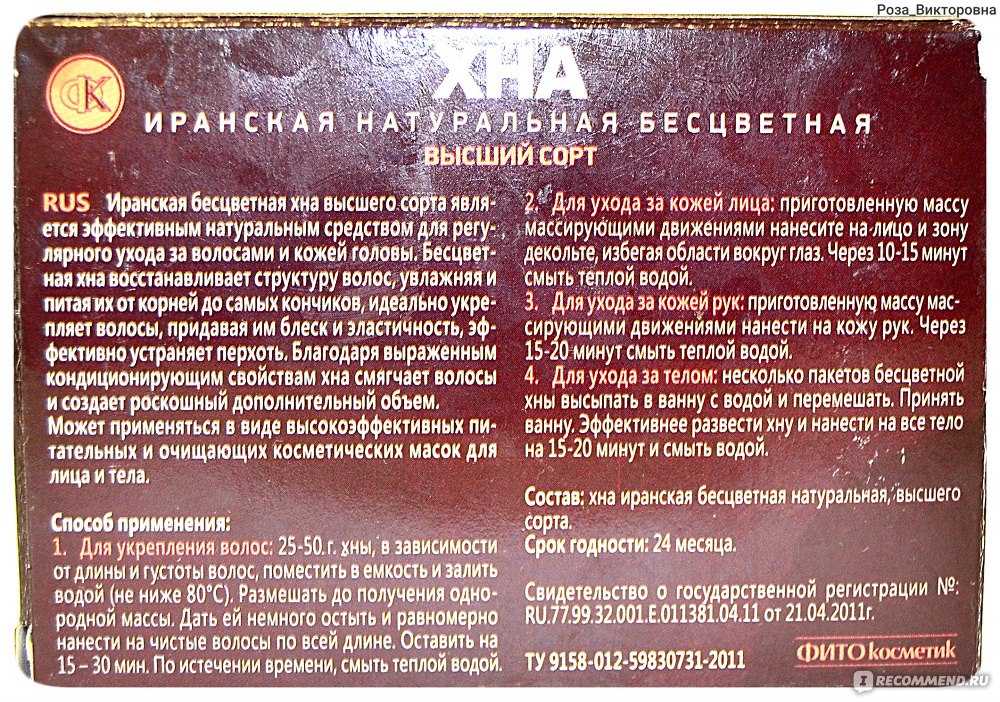 Роза_Викторовна
ФК
ХНА
ИРАНСКАЯ НАТУРАЛЬНАЯ БЕСЦВЕТНАЯ
ВЫСШИЙ СОРТ
RUS Иранская бесцветная хна высшего сорта явля-
ется эффективным натуральным средством для регу-
лярного ухода за волосами и кожей головы. Бесцвет-
ная хна восстанавливает структуру волос, увлажняя и
питая их от корней до самых кончиков, идеально укре-
пляет волосы, придавая им блеск и эластичность, эф-
фективно устраняет перхоть. Благодаря выраженным
кондиционирующим свойствам хна смягчает волосы
и создает роскошный дополнительный объем.
Может применяться в виде высокоэффективных пи-
тательных и очищающих косметических масок для
лица и тела.
Способ применения:
1. Для укрепления волос: 25-50 г. хны, в зависимости
от длины и густоты волос, поместить в емкость и залить
водой (не ниже 80°С). Размешать до получения одно-
родной массы. Дать ей немного остыть и равномерно
нанести на чистые волосы по всей длине. Оставить на
15 – 30 мин. По истечении времени, смыть теплой водой.
2. Для ухода за кожей лица: приготовленную массу
массирующими движениями нанесите на лицо и зону
декольте, избегая области вокруг глаз. Через 10-15 минут
смыть теплой водой.
3. Для ухода за кожей рук: приготовленную массу мас-
сирующими движениями нанести на кожу рук. Через
15-20 минут смыть теплой водой.
4. Для ухода за телом: несколько пакетов бесцветной
хны высыпать в ванну с водой и перемешать. Принять
ванну. Эффективнее развести хну и нанести на все тело
на 15-20 минут и смыть водой.
Состав: хна иранская бесцветная натуральная, высшего
сорта.
Срок годности: 24 месяца.
Свидетельство о государственной регистрации №:
RU.77.99.32.001.Е.011381.04.11 от 21.04.2011г.
ТУ 9158-012-59830731-2011
ФИТОкосметик
I RECOMMEND.RU